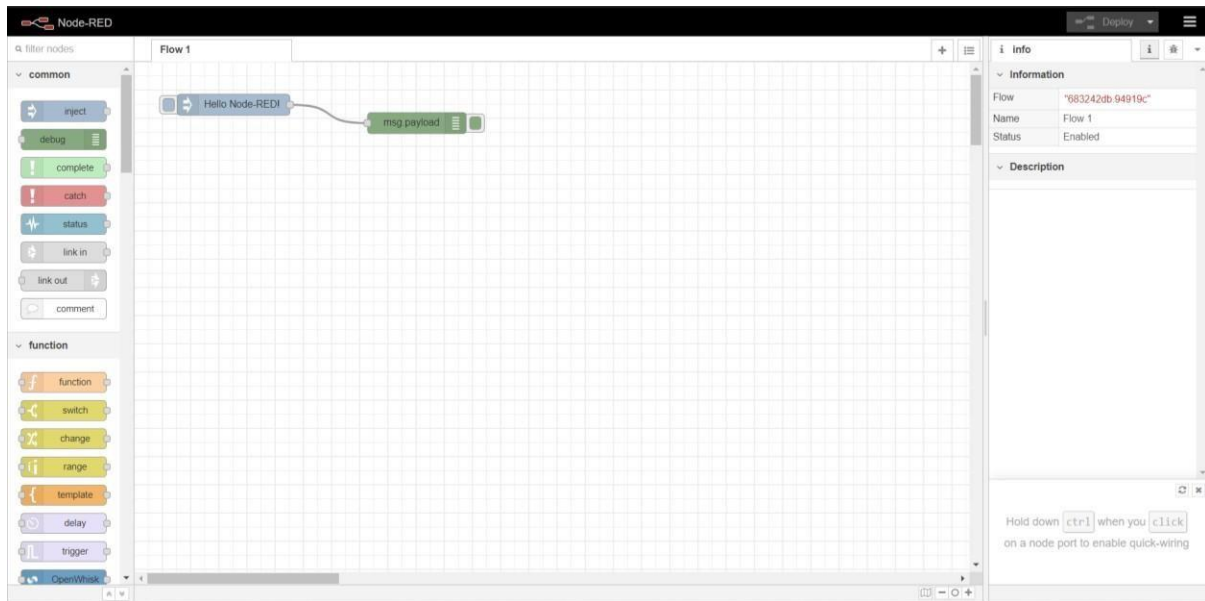 Node-RED
Deploy
filter nodes
Flow 1
i info
i
common
Information
inject
Hello Node-RED!
Flow "683242db.94919c"
debug
msg.payload
Name Flow 1
complete
Status Enabled
catch
Description
status
link in
link out
comment
function
function
switch
change
range
template
delay
trigger
OpenWhisk
Hold down ctrl when you click
on a node port to enable quick-wiring